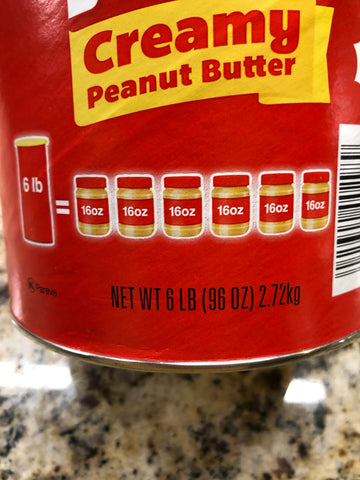 Creamy
Peanut Butter
6 lb = 16oz 16oz 16oz 16oz 16oz 16oz
K Pareve
NET WT 6 LB (96 OZ) 2.72kg